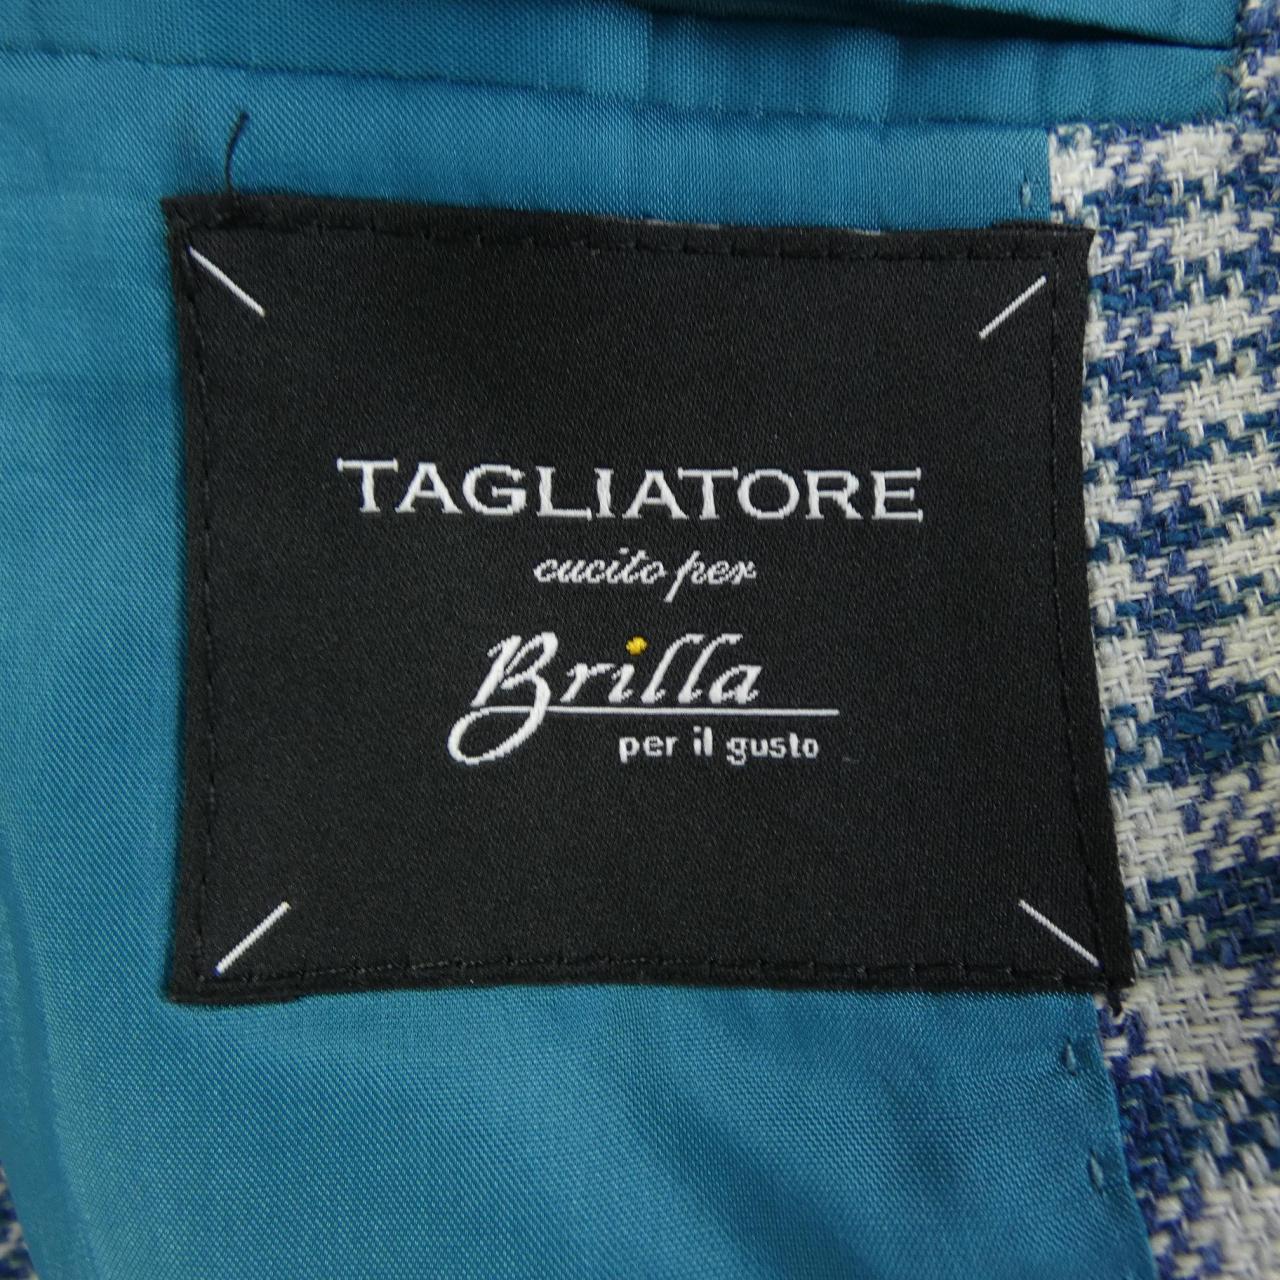 TAGLIATORE
cucito per
Brilla
per il gusto